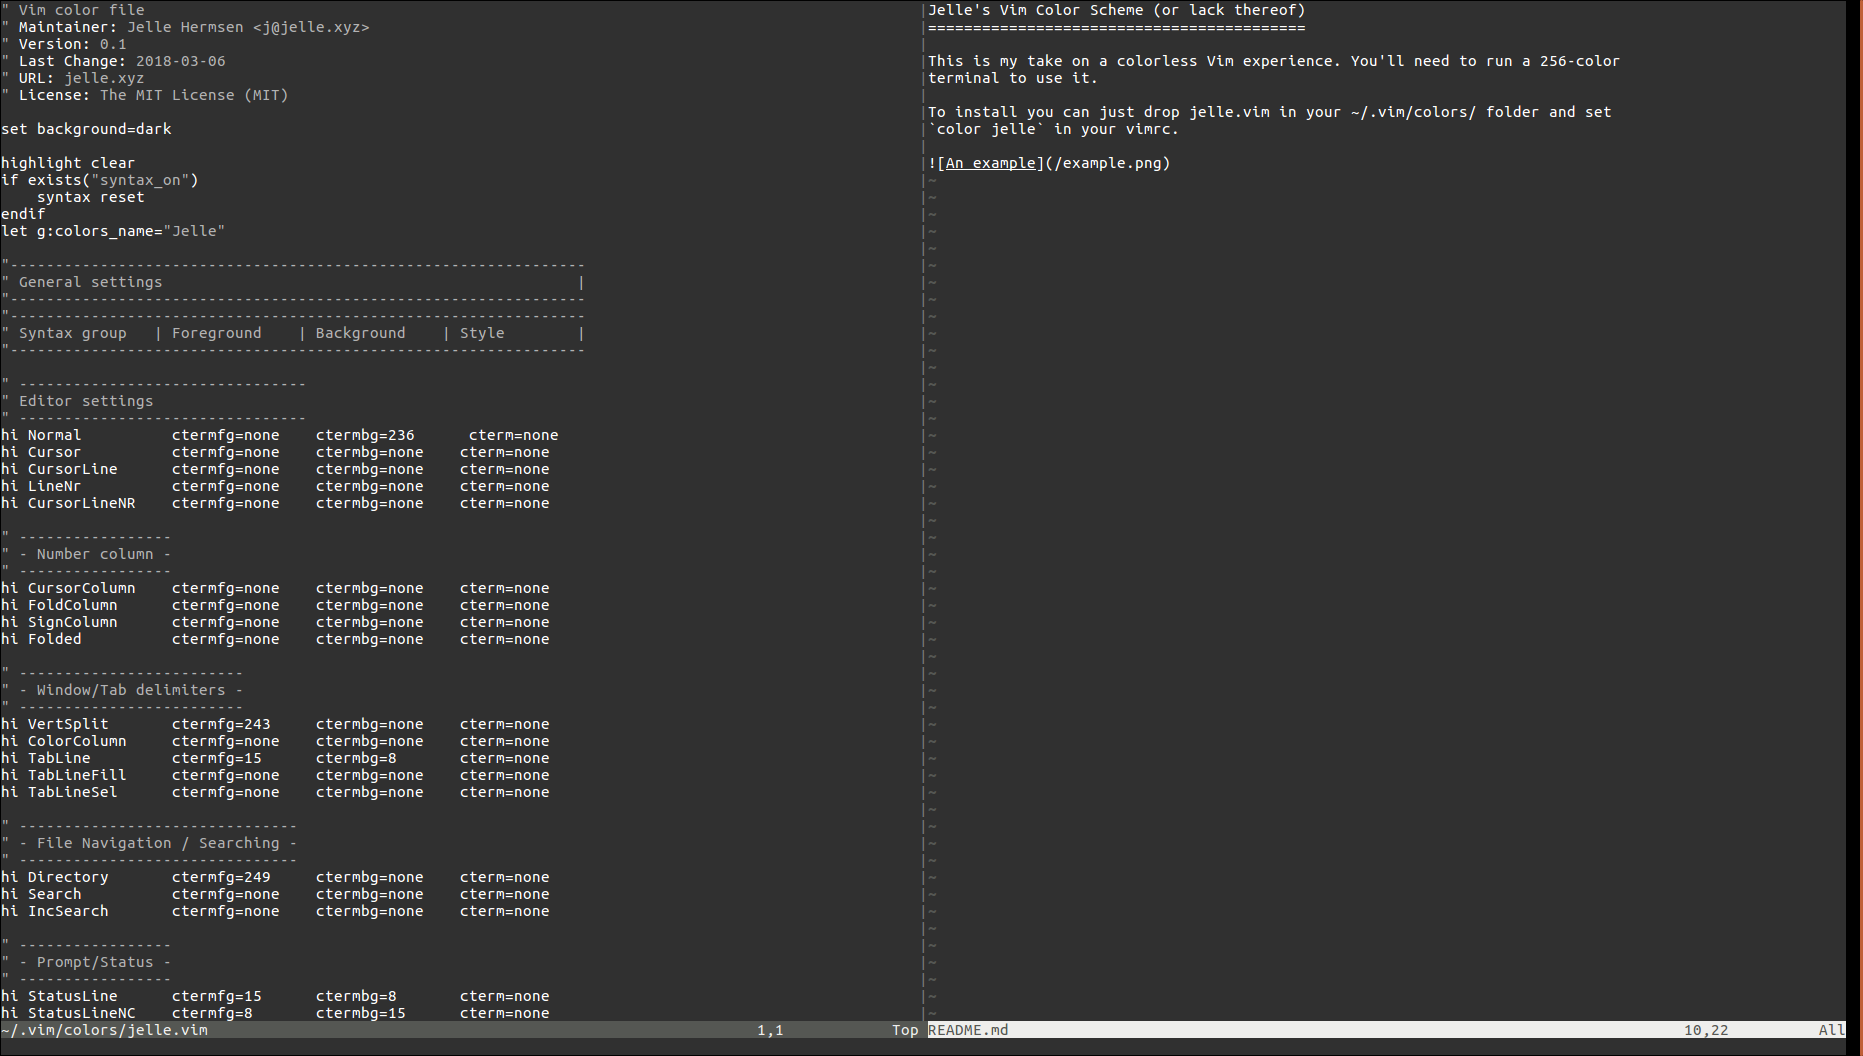 " Vim color file
" Maintainer: Jelle Hermsen <j@jelle.xyz>
" Version: 0.1
" Last Change: 2018-03-06
" URL: jelle.xyz
" License: The MIT License (MIT)

set background=dark

highlight clear
if exists("syntax_on")
    syntax reset
endif
let g:colors_name="Jelle"

"----------------------------------------------------------------
" General settings                                              |
"----------------------------------------------------------------
"----------------------------------------------------------------
" Syntax group   | Foreground    | Background    | Style        |
"----------------------------------------------------------------

" --------------------------------
" Editor settings
" --------------------------------
hi Normal          ctermfg=none    ctermbg=236      cterm=none
hi Cursor          ctermfg=none    ctermbg=none    cterm=none
hi CursorLine      ctermfg=none    ctermbg=none    cterm=none
hi LineNr          ctermfg=none    ctermbg=none    cterm=none
hi CursorLineNR    ctermfg=none    ctermbg=none    cterm=none

" -----------------
" - Number column -
" -----------------
hi CursorColumn    ctermfg=none    ctermbg=none    cterm=none
hi FoldColumn      ctermfg=none    ctermbg=none    cterm=none
hi SignColumn      ctermfg=none    ctermbg=none    cterm=none
hi Folded          ctermfg=none    ctermbg=none    cterm=none

" -------------------------
" - Window/Tab delimiters -
" -------------------------
hi VertSplit       ctermfg=243     ctermbg=none    cterm=none
hi ColorColumn     ctermfg=none    ctermbg=none    cterm=none
hi TabLine         ctermfg=15      ctermbg=8       cterm=none
hi TabLineFill     ctermfg=none    ctermbg=none    cterm=none
hi TabLineSel      ctermfg=none    ctermbg=none    cterm=none

" -------------------------------
" - File Navigation / Searching -
" -------------------------------
hi Directory       ctermfg=249     ctermbg=none    cterm=none
hi Search          ctermfg=none    ctermbg=none    cterm=none
hi IncSearch       ctermfg=none    ctermbg=none    cterm=none

" -----------------
" - Prompt/Status -
" -----------------
hi StatusLine      ctermfg=15      ctermbg=8       cterm=none
hi StatusLineNC    ctermfg=8       ctermbg=15      cterm=none
~/.vim/colors/jelle.vim 1,1 Top
Jelle's Vim Color Scheme (or lack thereof)
==========================================

This is my take on a colorless Vim experience. You'll need to run a 256-color
terminal to use it.

To install you can just drop jelle.vim in your ~/.vim/colors/ folder and set
`color jelle` in your vimrc.

![An example](/example.png)
README.md 10,22 All